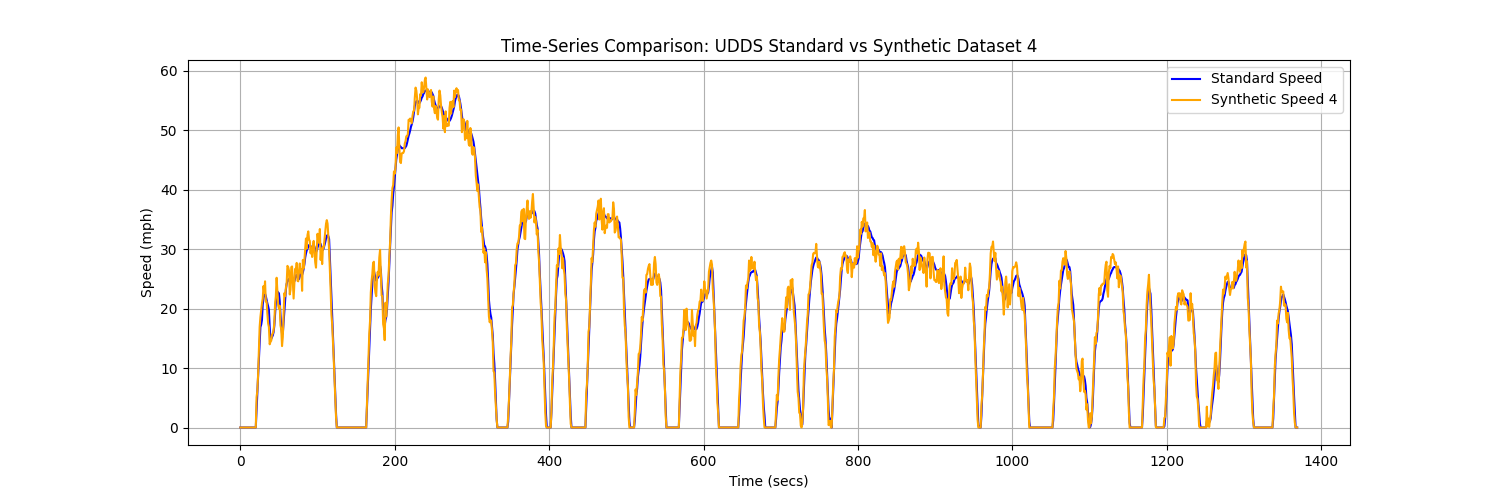 Time-Series Comparison: UDDS Standard vs Synthetic Dataset 4
Standard Speed
Synthetic Speed 4
Speed (mph)
60
50
40
30
20
10
0
0 200 400 600 800 1000 1200 1400
Time (secs)